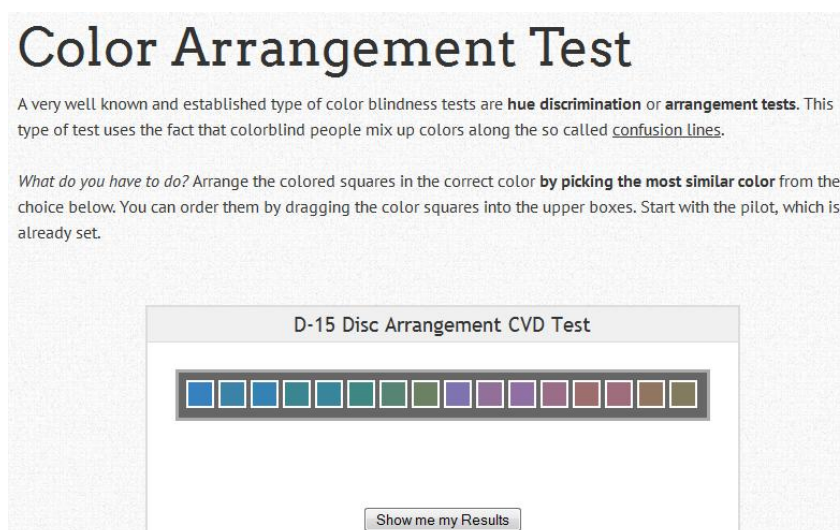 Color Arrangement Test
A very well known and established type of color blindness tests are hue discrimination or arrangement tests. This
type of test uses the fact that colorblind people mix up colors along the so called confusion lines.
What do you have to do? Arrange the colored squares in the correct color by picking the most similar color from the
choice below. You can order them by dragging the color squares into the upper boxes. Start with the pilot, which is
already set.
D-15 Disc Arrangement CVD Test
Show me my Results